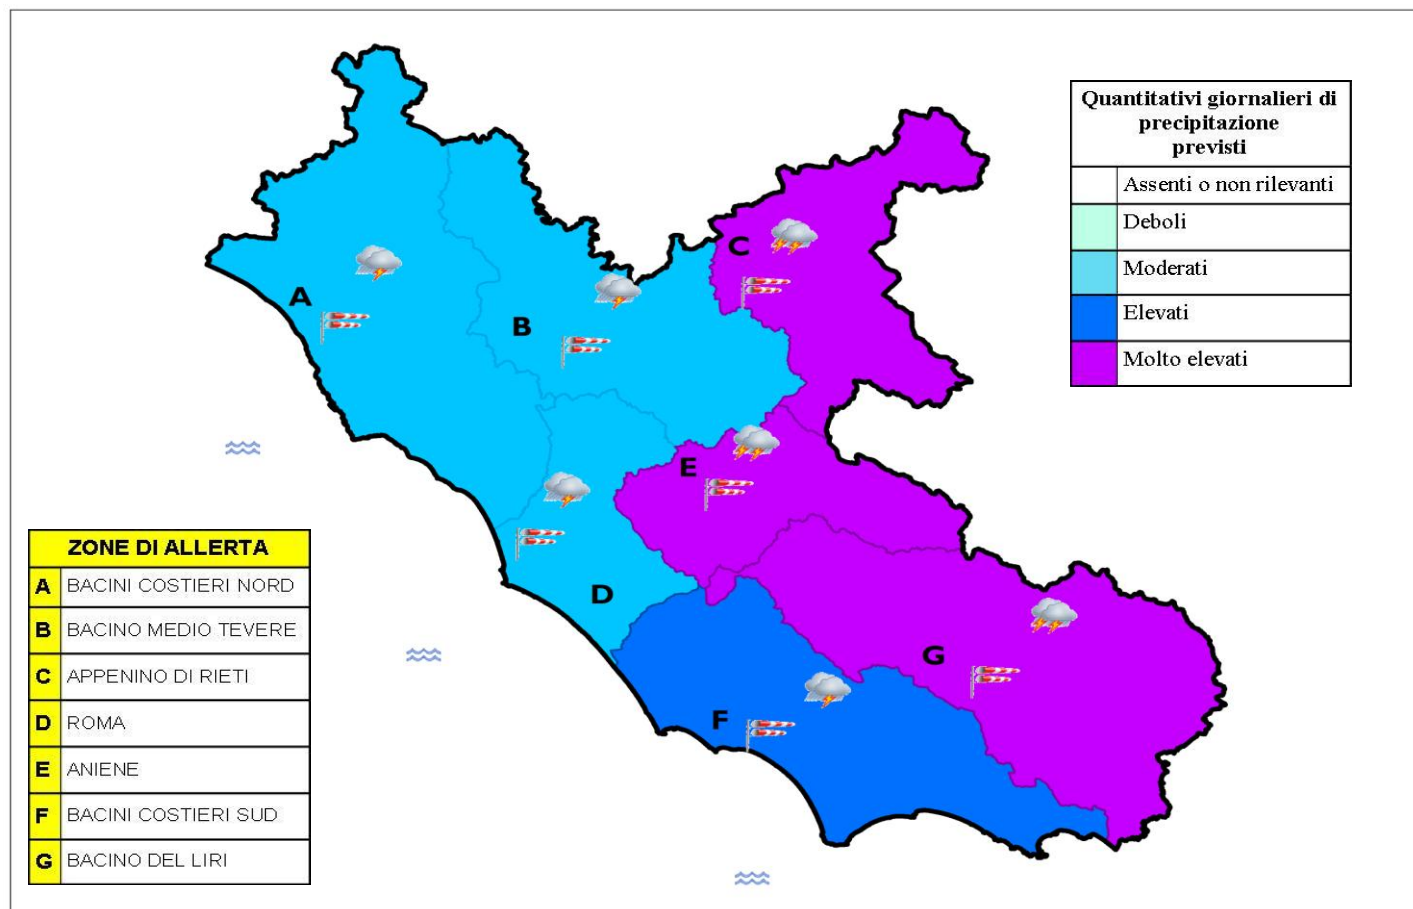 Quantitativi giornalieri di
precipitazione
previsti
Assenti o non rilevanti
Deboli
Moderati
Elevati
Molto elevati
C
A
B
E
D
G
F
ZONE DI ALLERTA
A BACINI COSTIERI NORD
B BACINO MEDIO TEVERE
C APPENINO DI RIETI
D ROMA
E ANIENE
F BACINI COSTIERI SUD
G BACINO DEL LIRI